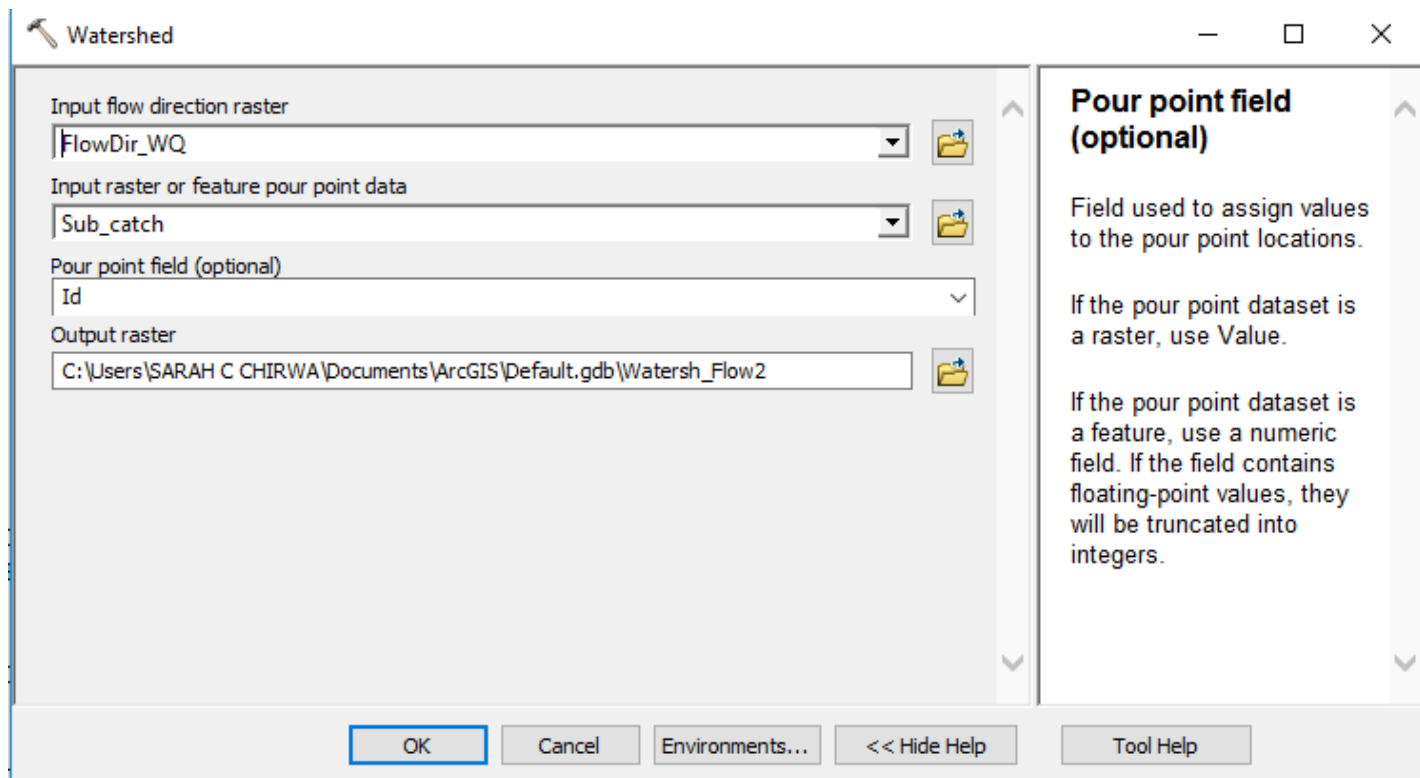 Watershed
Input flow direction raster
FlowDir_WQ
Input raster or feature pour point data
Sub_catch
Pour point field (optional)
Id
Output raster
C:\Users\SARAH C CHIRWA\Documents\ArcGIS\Default.gdb\Watersh_Flow2
Pour point field
(optional)
Field used to assign values
to the pour point locations.
If the pour point dataset is
a raster, use Value.
If the pour point dataset is
a feature, use a numeric
field. If the field contains
floating-point values, they
will be truncated into
integers.
OK
Cancel
Environments...
<< Hide Help
Tool Help